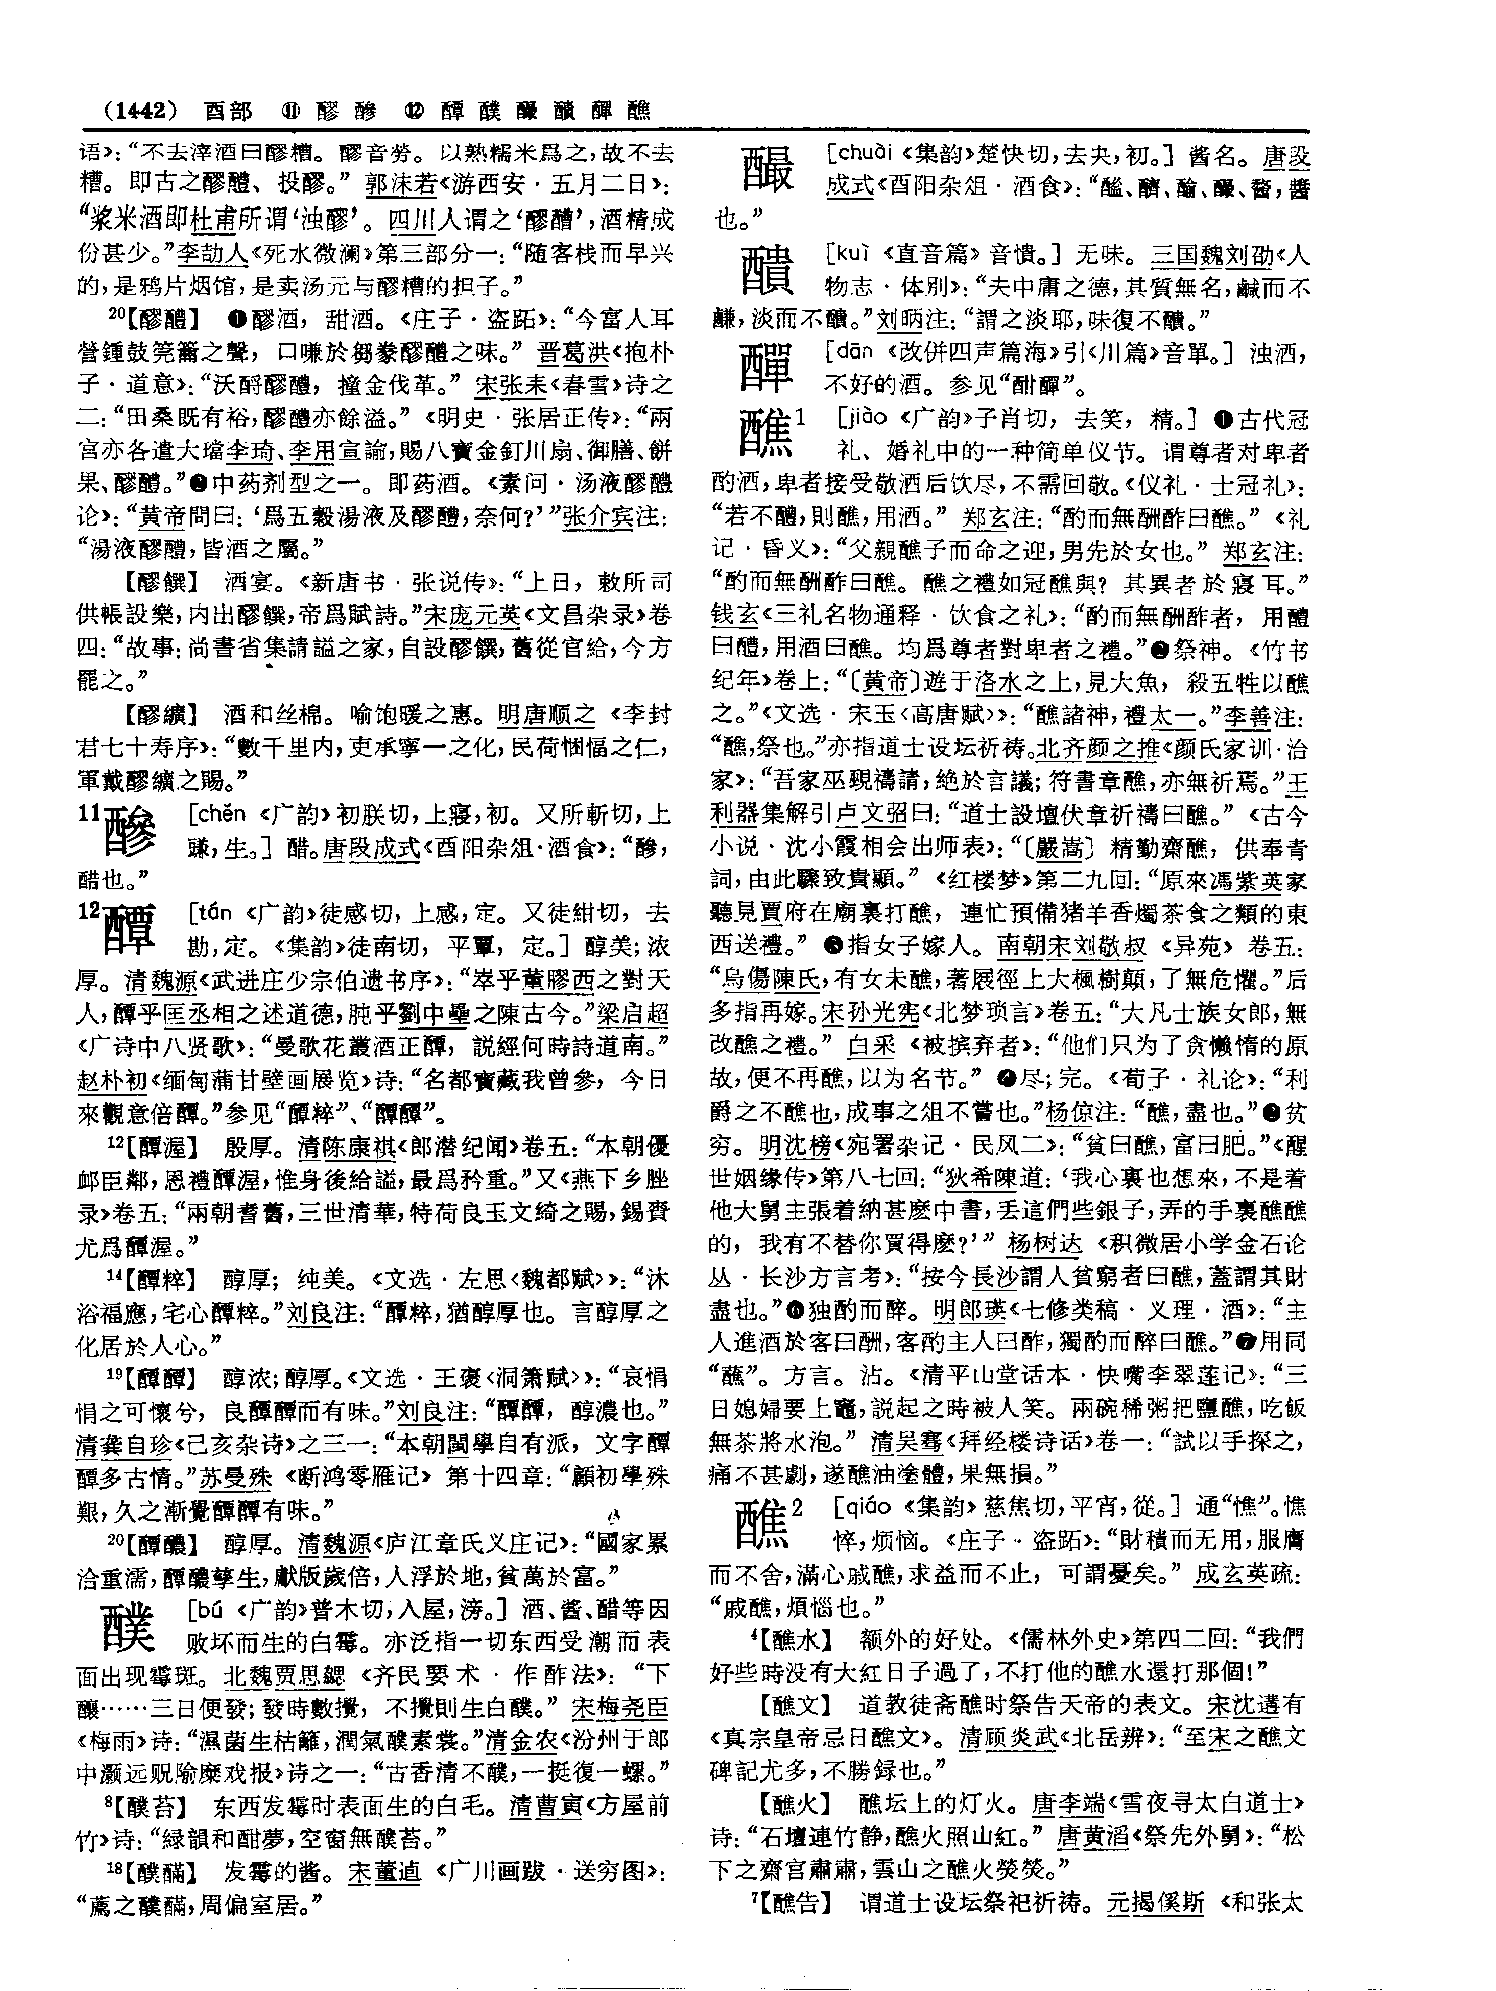 (1442) 酉部 ⑪ 醪 醦 ⑫ 醰 醭 醿 醿 醿 醮
语》：“不去滓酒曰醪糟。醪音勞。以熟糯米爲之，故不去
糟。即古之醪醴、投醪。”郭沫若《游西安·五月二日》：
“浆米酒即杜甫所谓‘浊醪’。四川人谓之‘醪醩’，酒精成
份甚少。”李劼人《死水微澜》第三部分一：“随客栈而早兴
的，是鸦片烟馆，是卖汤元与醪糟的担子。”
20【醪醴】 ❶醪酒，甜酒。《庄子·盗跖》：“今富人耳
營鍾鼓筦籥之聲，口嗛於芻豢醪醴之味。”晋葛洪《抱朴
子·道意》：“沃酹醪醴，撞金伐革。”宋张耒《春雪》诗之
二：“田桑既有裕，醪醴亦餘溢。”《明史·张居正传》：“兩
宫亦各遣大璫李琦、李用宣諭，賜八寶金釘川扇、御膳、餅
果、醪醴。”❷中药剂型之一。即药酒。《素问·汤液醪醴
论》：“黄帝問曰：‘爲五穀湯液及醪醴，奈何？’”张介宾注：
“湯液醪醴，皆酒之屬。”
【醪饌】 酒宴。《新唐书·张说传》：“上日，敕所司
供帳設樂，内出醪饌，帝爲賦詩。”宋庞元英《文昌杂录》卷
四：“故事：尚書省集請謚之家，自設醪饌，舊從官給，今方
罷之。”
【醪纊】 酒和丝棉。喻饱暖之惠。明唐顺之《李封
君七十寿序》：“數千里内，吏承寧一之化，民荷悃愊之仁，
軍戴醪纊之賜。”
11醦 [chěn《广韵》初朕切，上寢，初。又所斬切，上
豏，生。] 醋。唐段成式《酉阳杂俎·酒食》：“醦，
醋也。”
12醰 [tán《广韵》徒感切，上感，定。又徒紺切，去
勘，定。《集韵》徒南切，平覃，定。] 醇美；浓
厚。清魏源《武进庄少宗伯遗书序》：“崒乎董膠西之對天
人，醰乎匡丞相之述道德，肫乎劉中壘之陳古今。”梁启超
《广诗中八贤歌》：“曼歌花叢酒正醰，説經何時詩道南。”
赵朴初《缅甸蒲甘壁画展览》诗：“名都寶藏我曾參，今日
來觀意倍醰。”参见“醰粹”、“醰醰”。
12【醰渥】 殷厚。清陈康祺《郎潜纪闻》卷五：“本朝優
䘏臣鄰，恩禮醰渥，惟身後給謚，最爲矜重。”又《燕下乡脞
录》卷五：“兩朝耆舊，三世清華，特荷良玉文綺之賜，錫賚
尤爲醰渥。”
14【醰粹】 醇厚；纯美。《文选·左思〈魏都赋〉》：“沐
浴福應，宅心醰粹。”刘良注：“醰粹，猶醇厚也。言醇厚之
化居於人心。”
19【醰醰】 醇浓；醇厚。《文选·王褒〈洞箫赋〉》：“哀悁
悁之可懷兮，良醰醰而有味。”刘良注：“醰醰，醇濃也。”
清龚自珍《己亥杂诗》之三一：“本朝閩學自有派，文字醰
醰多古情。”苏曼殊《断鸿零雁记》第十四章：“顧初學殊
艱，久之漸覺醰醰有味。”
20【醰醲】 醇厚。清魏源《庐江章氏义庄记》：“國家累
洽重濡，醰醲孳生，獻版歲倍，人浮於地，貧萬於富。”
醭 [bú《广韵》普木切，入屋，滂。] 酒、酱、醋等因
败坏而生的白霉。亦泛指一切东西受潮而表
面出现霉斑。北魏贾思勰《齐民要术·作酢法》：“下
釀……三日便發；發時數攪，不攪則生白醭。”宋梅尧臣
《梅雨》诗：“濕菌生枯籬，潤氣醭素裳。”清金农《汾州于郎
中灏远贶隃糜戏报》诗之一：“古香清不醭，一挺復一螺。”
8【醭苔】 东西发霉时表面生的白毛。清曹寅《方屋前
竹》诗：“緑韻和酣夢，空窗無醭苔。”
18【醭䤍】 发霉的酱。宋董逌《广川画跋·送穷图》：
“薦之醭䤍，周偏室居。”
[chuài《集韵》楚快切，去夬，初。] 酱名。唐段
成式《酉阳杂俎·酒食》：
也。”
[kuì《直音篇》音憒。] 无味。三国魏刘劭《人
物志·体别》：“夫中庸之德，其質無名，鹹而不
䶢，淡而不䤇。”刘昞注：“謂之淡耶，味復不䤇。”
[dān《改併四声篇海》引《川篇》音單。] 浊酒，
不好的酒。参见
醮1 [jiào《广韵》子肖切，去笑，精。] ❶古代冠
礼、婚礼中的一种简单仪节。谓尊者对卑者
酌酒，卑者接受敬酒后饮尽，不需回敬。《仪礼·士冠礼》：
“若不醴，則醮，用酒。”郑玄注：“酌而無酬酢曰醮。”《礼
记·昏义》：“父親醮子而命之迎，男先於女也。”郑玄注：
“酌而無酬酢曰醮。醮之禮如冠醮與？其異者於寢耳。”
钱玄《三礼名物通释·饮食之礼》：“酌而無酬酢者，用醴
曰醴，用酒曰醮。均爲尊者對卑者之禮。”❷祭神。《竹书
纪年》卷上：“〔黄帝〕遊于洛水之上，見大魚，殺五牲以醮
之。”《文选·宋玉〈高唐赋〉》：“醮諸神，禮太一。”李善注：
“醮，祭也。”亦指道士设坛祈祷。北齐颜之推《颜氏家训·治
家》：“吾家巫覡禱請，絶於言議；符書章醮，亦無祈焉。”王
利器集解引卢文弨曰：“道士設壇伏章祈禱曰醮。”《古今
小说·沈小霞相会出师表》：“〔嚴嵩〕精勤齋醮，供奉青
詞，由此驟致貴顯。”《红楼梦》第二九回：“原來馮紫英家
聽見賈府在廟裏打醮，連忙預備猪羊香燭茶食之類的東
西送禮。”❸指女子嫁人。南朝宋刘敬叔《异苑》卷五：
“烏傷陳氏，有女未醮，著屐徑上大楓樹顛，了無危懼。”后
多指再嫁。宋孙光宪《北梦琐言》卷五：“大凡士族女郎，無
改醮之禮。”白采《被摈弃者》：“他们只为了贪懒惰的原
故，便不再醮，以为名节。”❹尽；完。《荀子·礼论》：“利
爵之不醮也，成事之俎不嘗也。”杨倞注：“醮，盡也。”❺贫
穷。明沈榜《宛署杂记·民风二》：“貧曰醮，富曰肥。”《醒
世姻缘传》第八七回：“狄希陳道：‘我心裏也想來，不是着
他大舅主張着納甚麽中書，丢這們些銀子，弄的手裏醮醮
的，我有不替你買得麽？’”杨树达《积微居小学金石论
丛·长沙方言考》：“按今長沙謂人貧窮者曰醮，蓋謂其財
盡也。”❻独酌而醉。明郎瑛《七修类稿·义理·酒》：“主
人進酒於客曰酬，客酌主人曰酢，獨酌而醉曰醮。”❼用同
“蘸”。方言。沾。《清平山堂话本·快嘴李翠莲记》：“三
日媳婦要上竈，説起之時被人笑。兩碗稀粥把鹽醮，吃飯
無茶將水泡。”清吴骞《拜经楼诗话》卷一：“試以手探之，
痛不甚劇，遂醮油塗體，果無損。”
醮2 [qiáo《集韵》慈焦切，平宵，從。] 通“憔”。憔
悴，烦恼。《庄子·盗跖》：“財積而无用，服膺
而不舍，滿心戚醮，求益而不止，可謂憂矣。”成玄英疏：
“戚醮，煩惱也。”
4【醮水】 额外的好处。《儒林外史》第四二回：“我們
好些時没有大紅日子過了，不打他的醮水還打那個！”
【醮文】 道教徒斋醮时祭告天帝的表文。宋沈遘有
《真宗皇帝忌日醮文》。清顾炎武《北岳辨》：“至宋之醮文
碑記尤多，不勝録也。”
【醮火】 醮坛上的灯火。唐李端《雪夜寻太白道士》
诗：“石壇連竹静，醮火照山紅。”唐黄滔《祭先外舅》：“松
下之齋宫肅肅，雲山之醮火熒熒。”
7【醮告】 谓道士设坛祭祀祈祷。元揭傒斯《和张太